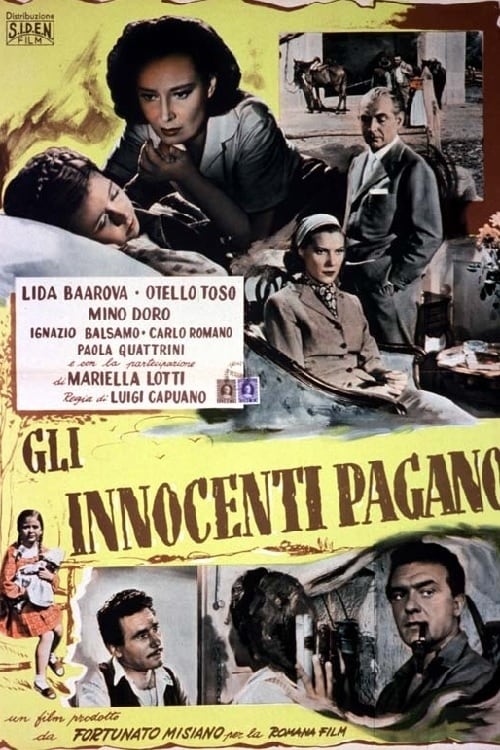 Distribuzione
S.I.D.E.N.
FILM
LIDA BAAROVA · OTELLO TOSO
MINO DORO
IGNAZIO BALSAMO · CARLO ROMANO
PAOLA QUATTRINI
e con la partecipazione
di MARIELLA LOTTI
Regia di LUIGI CAPUANO
GLI
INNOCENTI PAGANO
un film prodotto
da FORTUNATO MISIANO per la ROMANA FILM